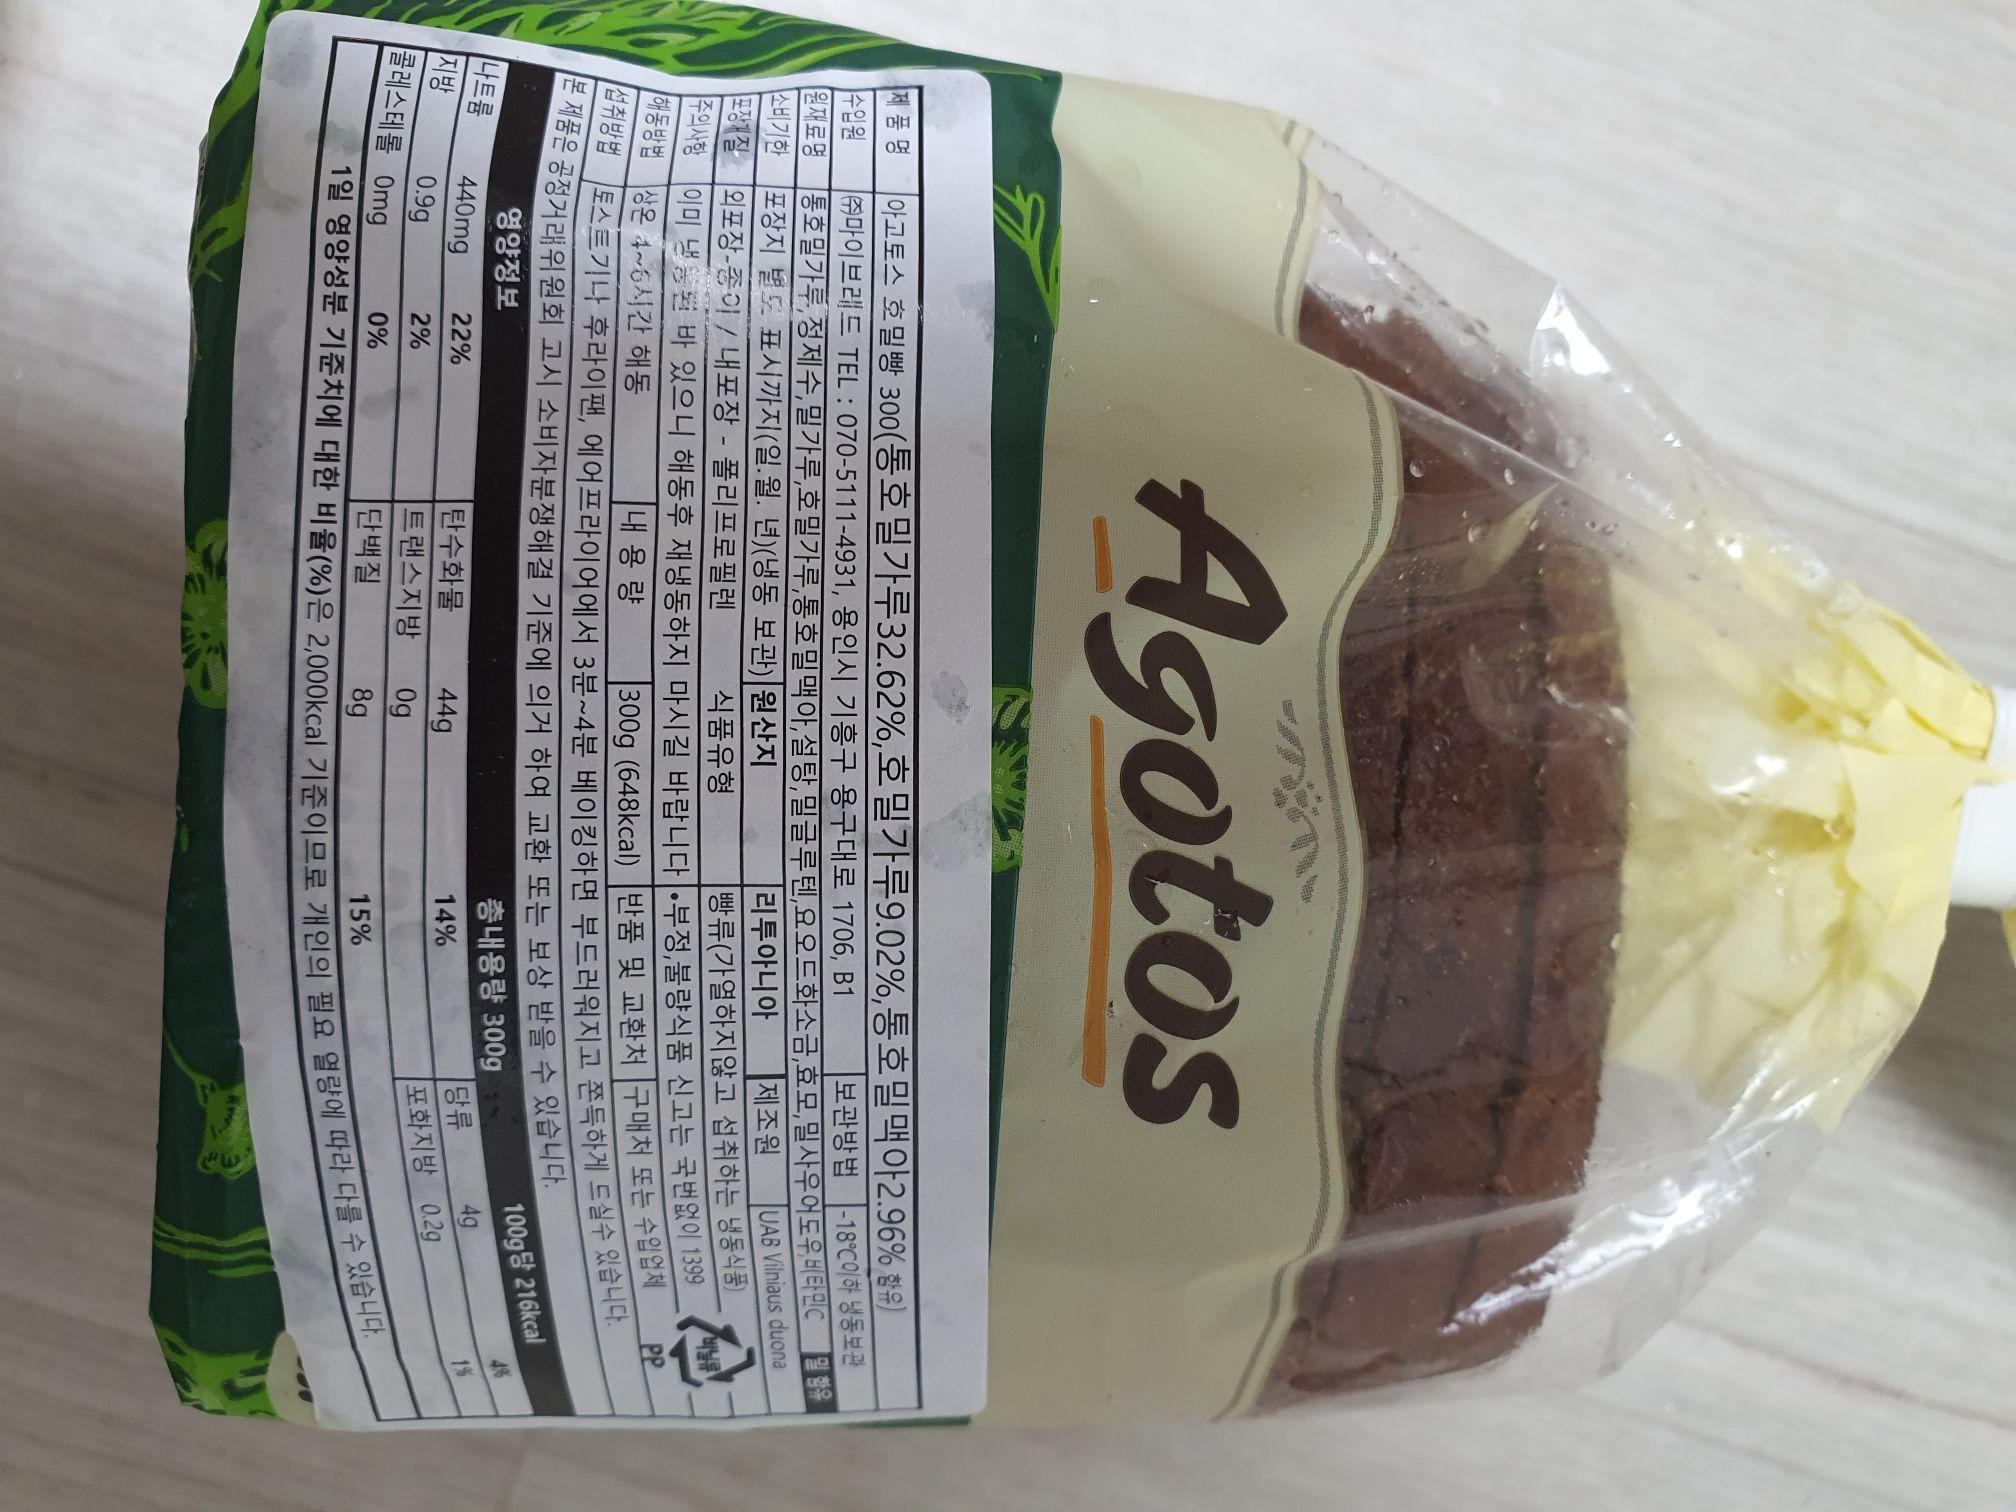 Agotos
제 품 명 아고토스 호밀빵 300(통호밀가루32.62%,호밀가루9.02%,통호밀맥아2.96% 함유)
수입원 ㈜마이브레드 TEL : 070-5111-4931, 용인시 기흥구 용구대로 1706, B1 보관방법 -18℃이하 냉동보관
원재료명 통호밀가루,정제수,밀가루,호밀가루,통호밀맥아,설탕,밀글루텐,요오드화소금,효모,밀사우어도우,비타민C 밀 함유
소비기한 포장지 별도 표시까지(일.월. 년)(냉동 보관) 원산지 리투아니아 제조원 UAB Vilniaus duona
포장재질 외포장-종이 / 내포장 - 폴리프로필렌 식품유형 빵류(가열하지않고 섭취하는 냉동식품)
주의사항 이미 냉동된 바 있으니 해동후 재냉동하지 마시길 바랍니다 •부정,불량식품 신고는 국번없이 1399
비닐류
PP
해동방법 상온 4~6시간 해동 내 용 량 300g (648kcal) 반품 및 교환처 구매처 또는 수입업체
섭취방법 토스트기나 후라이팬, 에어프라이어에서 3분~4분 베이킹하면 부드러워지고 쫀득하게 드실수 있습니다.
본 제품은 공정거래위원회 고시 소비자분쟁해결 기준에 의거 하여 교환 또는 보상 받을 수 있습니다.
영양정보 총내용량 300g 100g당 216kcal
나트륨 440mg 22% 탄수화물 44g 14% 당류 4g 4%
지방 0.9g 2% 트랜스지방 0g 포화지방 0.2g 1%
콜레스테롤 0mg 0% 단백질 8g 15%
1일 영양성분 기준치에 대한 비율(%)은 2,000kcal 기준이므로 개인의 필요 열량에 따라 다를 수 있습니다.